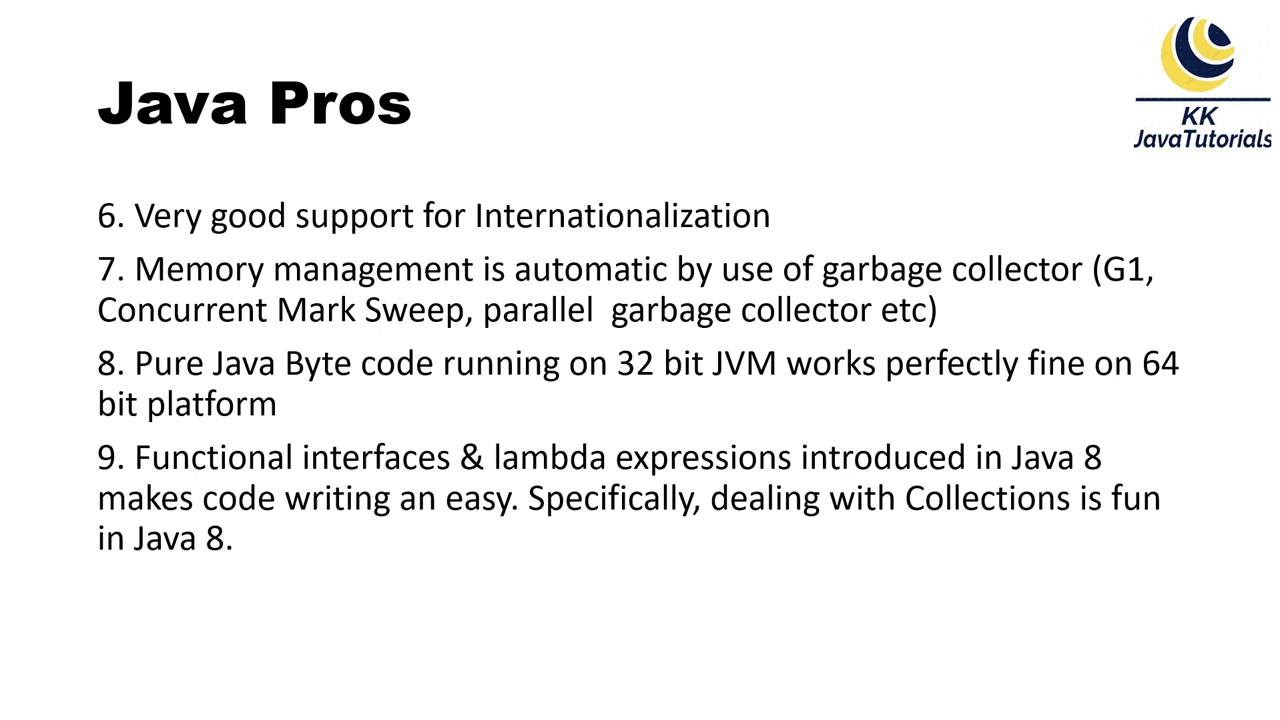 Java Pros
KK
JavaTutorials
6. Very good support for Internationalization
7. Memory management is automatic by use of garbage collector (G1,
Concurrent Mark Sweep, parallel  garbage collector etc)
8. Pure Java Byte code running on 32 bit JVM works perfectly fine on 64
bit platform
9. Functional interfaces & lambda expressions introduced in Java 8
makes code writing an easy. Specifically, dealing with Collections is fun
in Java 8.